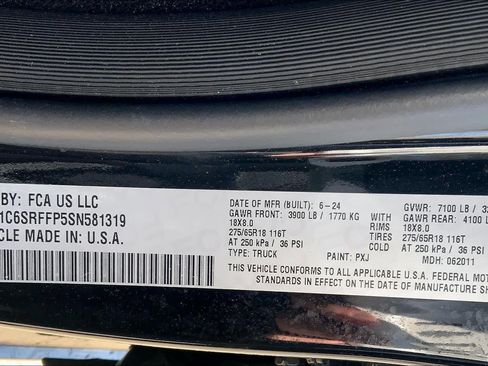 BY: FCA US LLC
1C6SRFFP5SN581319
CLE MADE IN: U.S.A.
DATE OF MFR (BUILT): 6-24
GAWR FRONT: 3900 LB / 1770 KG
18X8.0
275/65R18 116T
AT 250 kPa / 36 PSI
TYPE: TRUCK PAINT: PXJ
GVWR: 7100 LB/
GAWR REAR: 4100
WITH
RIMS 18X8.0
TIRES 275/65R18 116T
COLD AT 250 kPa / 36 PSI
MDH: 062011
THIS VEHICLE CONFORMS TO ALL APPLICABLE U.S.A. FEDERAL MOTOR
STANDARDS IN EFFECT ON THE DATE OF MANUFACTURE